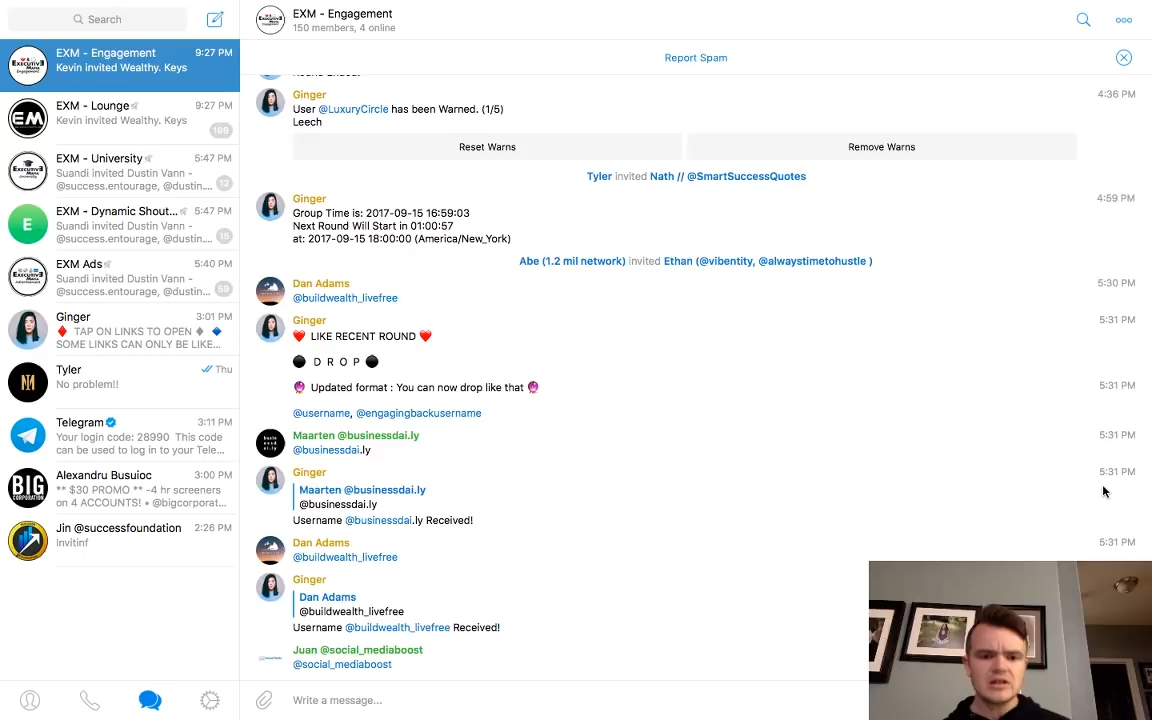 Search
EXM - Engagement
9:27 PM
Kevin invited Wealthy. Keys
EXM - Lounge
9:27 PM
Kevin invited Wealthy. Keys
199
EXM - University
5:47 PM
Suandi invited Dustin Vann -
@success.entourage, @dustin....
12
EXM - Dynamic Shout...
5:47 PM
Suandi invited Dustin Vann -
@success.entourage, @dustin....
15
E
EXM Ads
5:40 PM
Suandi invited Dustin Vann -
@success.entourage, @dustin....
59
Ginger
3:01 PM
TAP ON LINKS TO OPEN
SOME LINKS CAN ONLY BE LIKE...
Tyler
Thu
No problem!!
Telegram
3:11 PM
Your login code: 28990 This code
can be used to log in to your Tele...
BIG
Alexandru Busuioc
3:00 PM
** $30 PROMO ** -4 hr screeners
on 4 ACCOUNTS! • @bigcorporat...
Jin @successfoundation
2:26 PM
Invitinf
EXM - Engagement
150 members, 4 online
Report Spam
Ginger
4:36 PM
User @LuxuryCircle has been Warned. (1/5)
Leech
Reset Warns
Remove Warns
Tyler invited Nath // @SmartSuccessQuotes
Ginger
4:59 PM
Group Time is: 2017-09-15 16:59:03
Next Round Will Start in 01:00:57
at: 2017-09-15 18:00:00 (America/New_York)
Abe (1.2 mil network) invited Ethan (@vibentity, @alwaystimetohustle )
Dan Adams
5:30 PM
@buildwealth_livefree
Ginger
5:31 PM
LIKE RECENT ROUND
D R O P
Updated format : You can now drop like that
5:31 PM
@username, @engagingbackusername
Maarten @businessdai.ly
5:31 PM
@businessdai.ly
Ginger
5:31 PM
Maarten @businessdai.ly
@businessdai.ly
Username @businessdai.ly Received!
Dan Adams
5:31 PM
@buildwealth_livefree
Ginger
Dan Adams
@buildwealth_livefree
Username @buildwealth_livefree Received!
Juan @social_mediaboost
@social_mediaboost
Write a message...